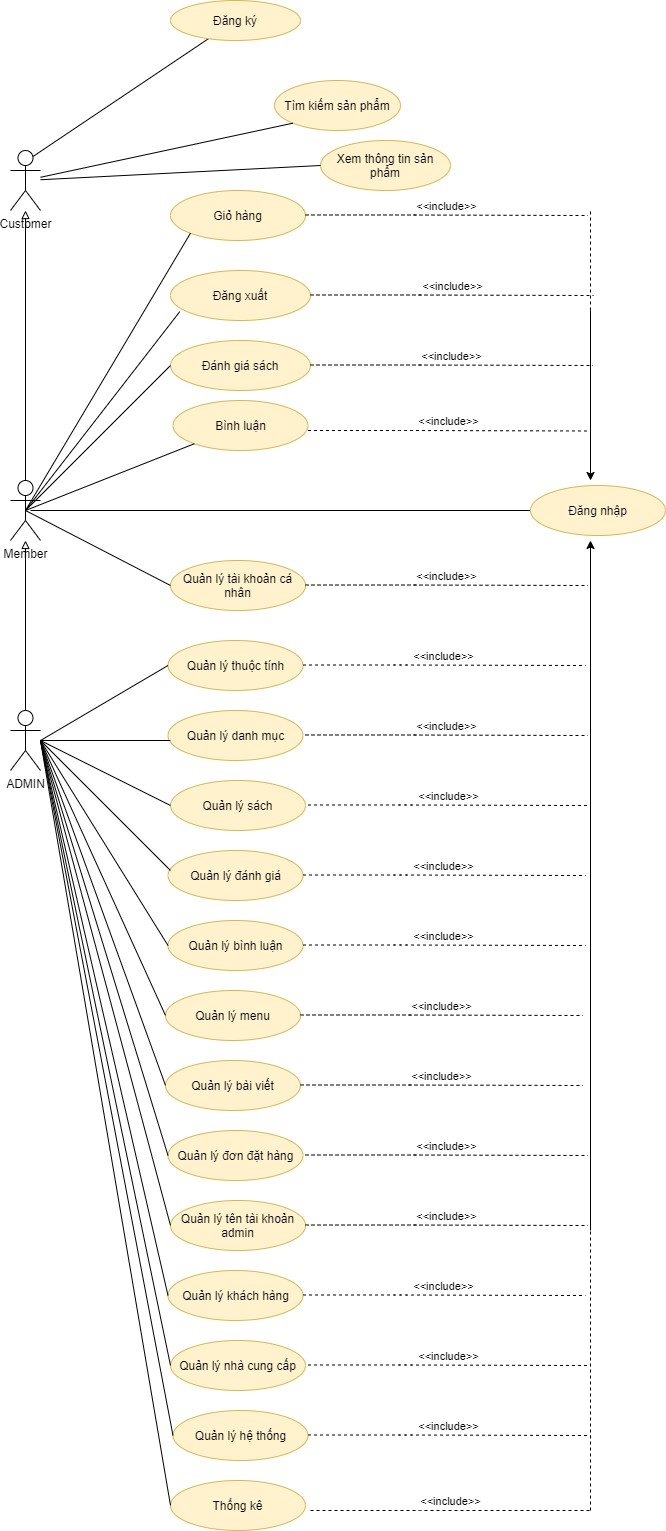 Đăng ký
Tìm kiếm sản phẩm
Xem thông tin sản
phẩm
Customer
Giỏ hàng
<<include>>
Đăng xuất
<<include>>
Đánh giá sách
<<include>>
Bình luận
<<include>>
Đăng nhập
Member
Quản lý tài khoản cá
nhân
<<include>>
Quản lý thuộc tính
<<include>>
Quản lý danh mục
<<include>>
ADMIN
Quản lý sách
<<include>>
Quản lý đánh giá
<<include>>
Quản lý bình luận
<<include>>
Quản lý menu
<<include>>
Quản lý bài viết
<<include>>
Quản lý đơn đặt hàng
<<include>>
Quản lý tên tài khoản
admin
<<include>>
Quản lý khách hàng
<<include>>
Quản lý nhà cung cấp
<<include>>
Quản lý hệ thống
<<include>>
Thống kê
<<include>>